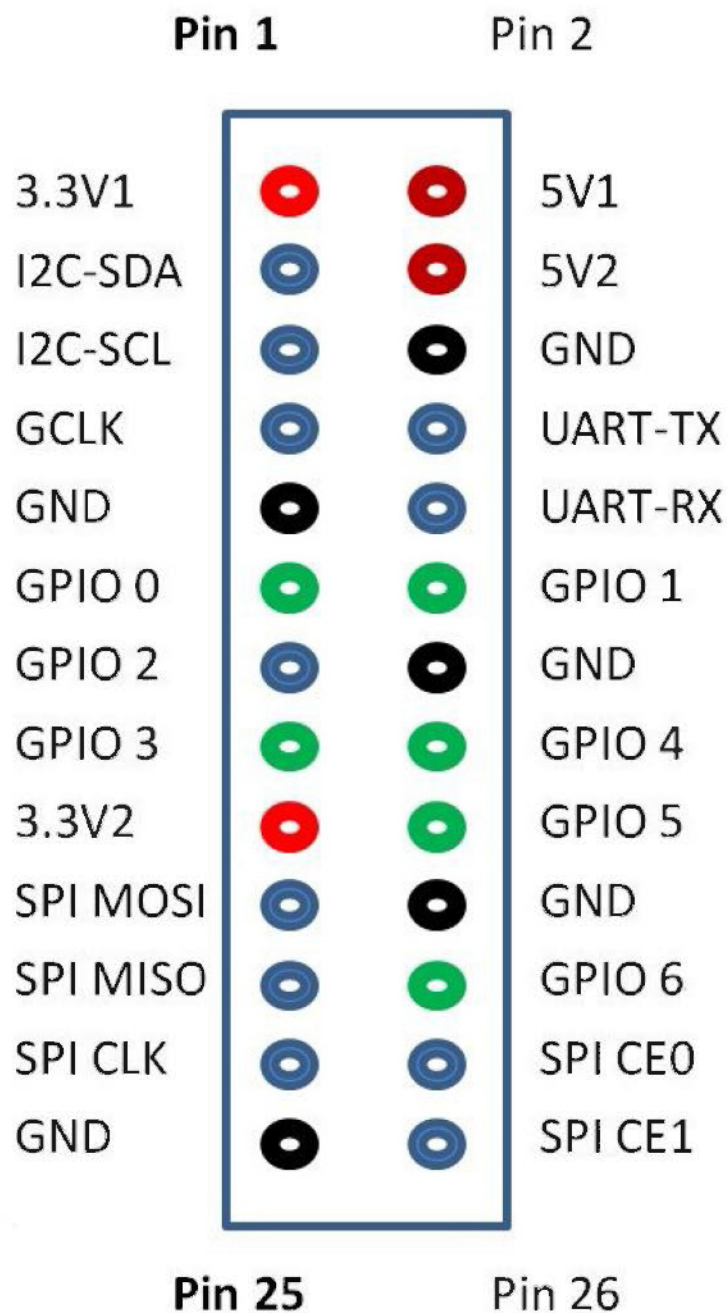 Pin 1 Pin 2
3.3V1 5V1
I2C-SDA 5V2
I2C-SCL GND
GCLK UART-TX
GND UART-RX
GPIO 0 GPIO 1
GPIO 2 GND
GPIO 3 GPIO 4
3.3V2 GPIO 5
SPI MOSI GND
SPI MISO GPIO 6
SPI CLK SPI CE0
GND SPI CE1
Pin 25 Pin 26